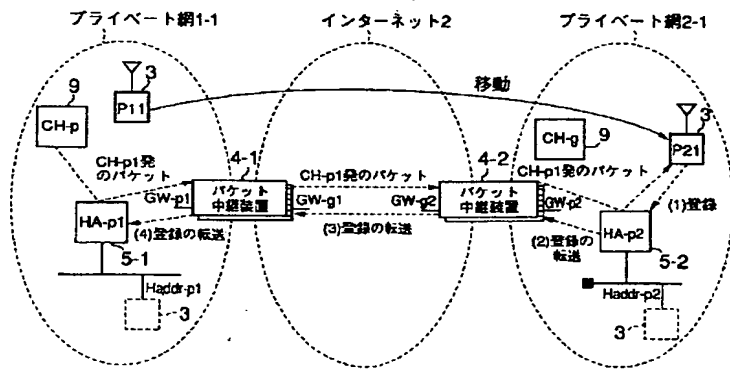 プライベート網1-1
インターネット2
プライベート網2-1
3
P11
移動
9
CH-p
3
P21
CH-g
9
CH-p1発
のパケット
4-1
CH-p1発のパケット
4-2
CH-p1発のパケット
パケット
中継装置
パケット
中継装置
GW-p1
GW-g1
GW-g2
GW-p2
(1)登録
HA-p1
(4)登録の転送
(3)登録の転送
(2)登録の
転送
HA-p2
5-1
5-2
Haddr-p1
Haddr-p2
3
3